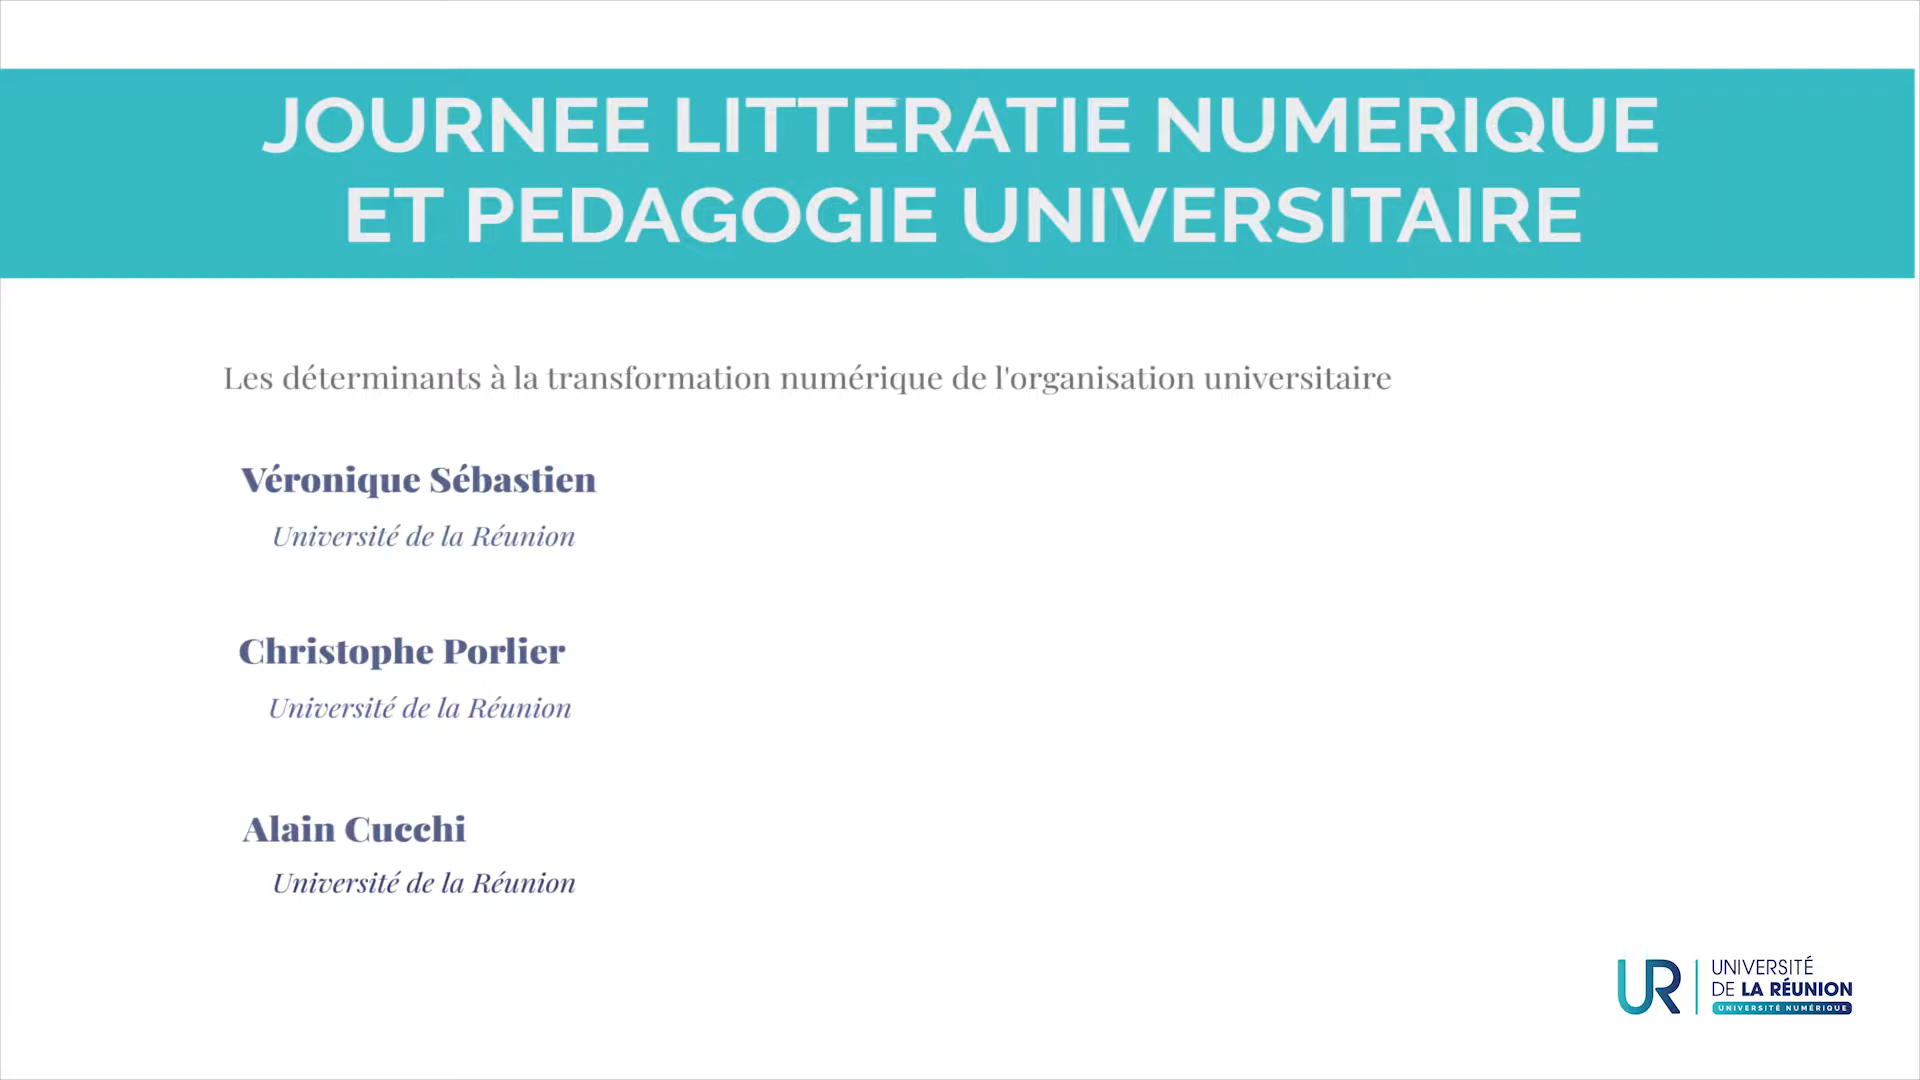 JOURNEE LITTERATIE NUMERIQUE
ET PEDAGOGIE UNIVERSITAIRE
Les déterminants à la transformation numérique de l'organisation universitaire
Véronique Sébastien
Université de la Réunion
Christophe Porlier
Université de la Réunion
Alain Cucchi
Université de la Réunion
UR
UNIVERSITÉ
DE LA RÉUNION
UNIVERSITÉ NUMÉRIQUE